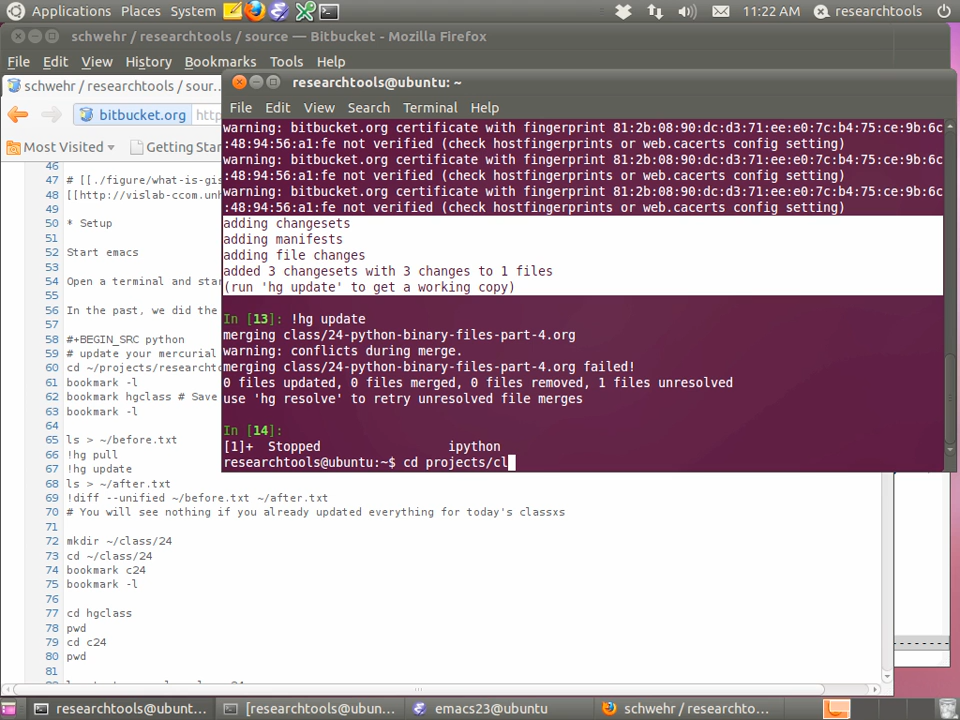 Applications Places System 11:22 AM researchtools
schwehr / researchtools / source — Bitbucket - Mozilla Firefox
File Edit View History Bookmarks Tools Help
schwehr / researchtools / sour...
bitbucket.org http
Most Visited Getting Sta
researchtools@ubuntu: ~
File Edit View Search Terminal Help
warning: bitbucket.org certificate with fingerprint 81:2b:08:90:dc:d3:71:ee:e0:7c:b4:75:ce:9b:6c
:48:94:56:a1:fe not verified (check hostfingerprints or web.cacerts config setting)
warning: bitbucket.org certificate with fingerprint 81:2b:08:90:dc:d3:71:ee:e0:7c:b4:75:ce:9b:6c
:48:94:56:a1:fe not verified (check hostfingerprints or web.cacerts config setting)
warning: bitbucket.org certificate with fingerprint 81:2b:08:90:dc:d3:71:ee:e0:7c:b4:75:ce:9b:6c
:48:94:56:a1:fe not verified (check hostfingerprints or web.cacerts config setting)
adding changesets
adding manifests
adding file changes
added 3 changesets with 3 changes to 1 files
(run 'hg update' to get a working copy)
In [13]: !hg update
merging class/24-python-binary-files-part-4.org
warning: conflicts during merge.
merging class/24-python-binary-files-part-4.org failed!
0 files updated, 0 files merged, 0 files removed, 1 files unresolved
use 'hg resolve' to retry unresolved file merges
In [14]:
[1]+ Stopped ipython
researchtools@ubuntu:~$ cd projects/cl
46
47 # [[./figure/what-is-gis
48 [[http://vislab-ccom.unh
49
50 * Setup
51
52 Start emacs
53
54 Open a terminal and star
55
56 In the past, we did the
57
58 #+BEGIN_SRC python
59 # update your mercurial
60 cd ~/projects/researchto
61 bookmark -l
62 bookmark hgclass # Save
63 bookmark -l
64
65 ls > ~/before.txt
66 !hg pull
67 !hg update
68 ls > ~/after.txt
69 !diff --unified ~/before.txt ~/after.txt
70 # You will see nothing if you already updated everything for today's classxs
71
72 mkdir ~/class/24
73 cd ~/class/24
74 bookmark c24
75 bookmark -l
76
77 cd hgclass
78 pwd
79 cd c24
80 pwd
81
researchtools@ubuntu... [researchtools@ubun... emacs23@ubuntu schwehr / researchto...